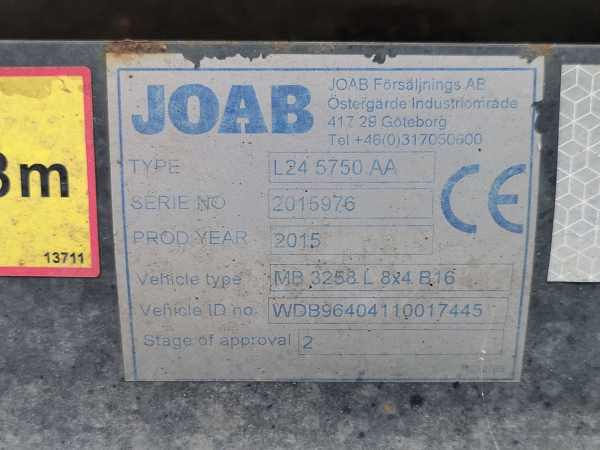 JOAB
JOAB Försäljnings AB
Östergärde Industriområde
417 29 Göteborg
Tel +46(0)317050600
TYPE L24 5750 AA
SERIE NO 2015976
PROD YEAR 2015
CE
Vehicle type MB 3258 L 8x4 B16
Vehicle ID no. WDB96404110017445
Stage of approval 2
3m
13711